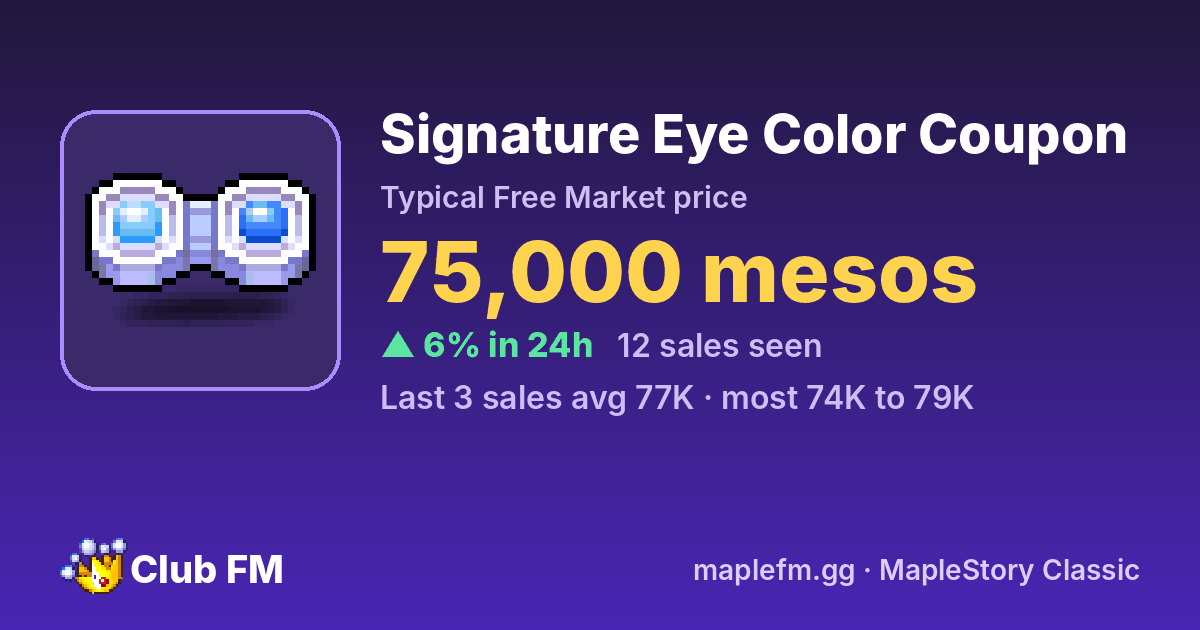 Signature Eye Color Coupon
Typical Free Market price
75,000 mesos
▲ 6% in 24h 12 sales seen
Last 3 sales avg 77K · most 74K to 79K
Club FM
maplefm.gg · MapleStory Classic